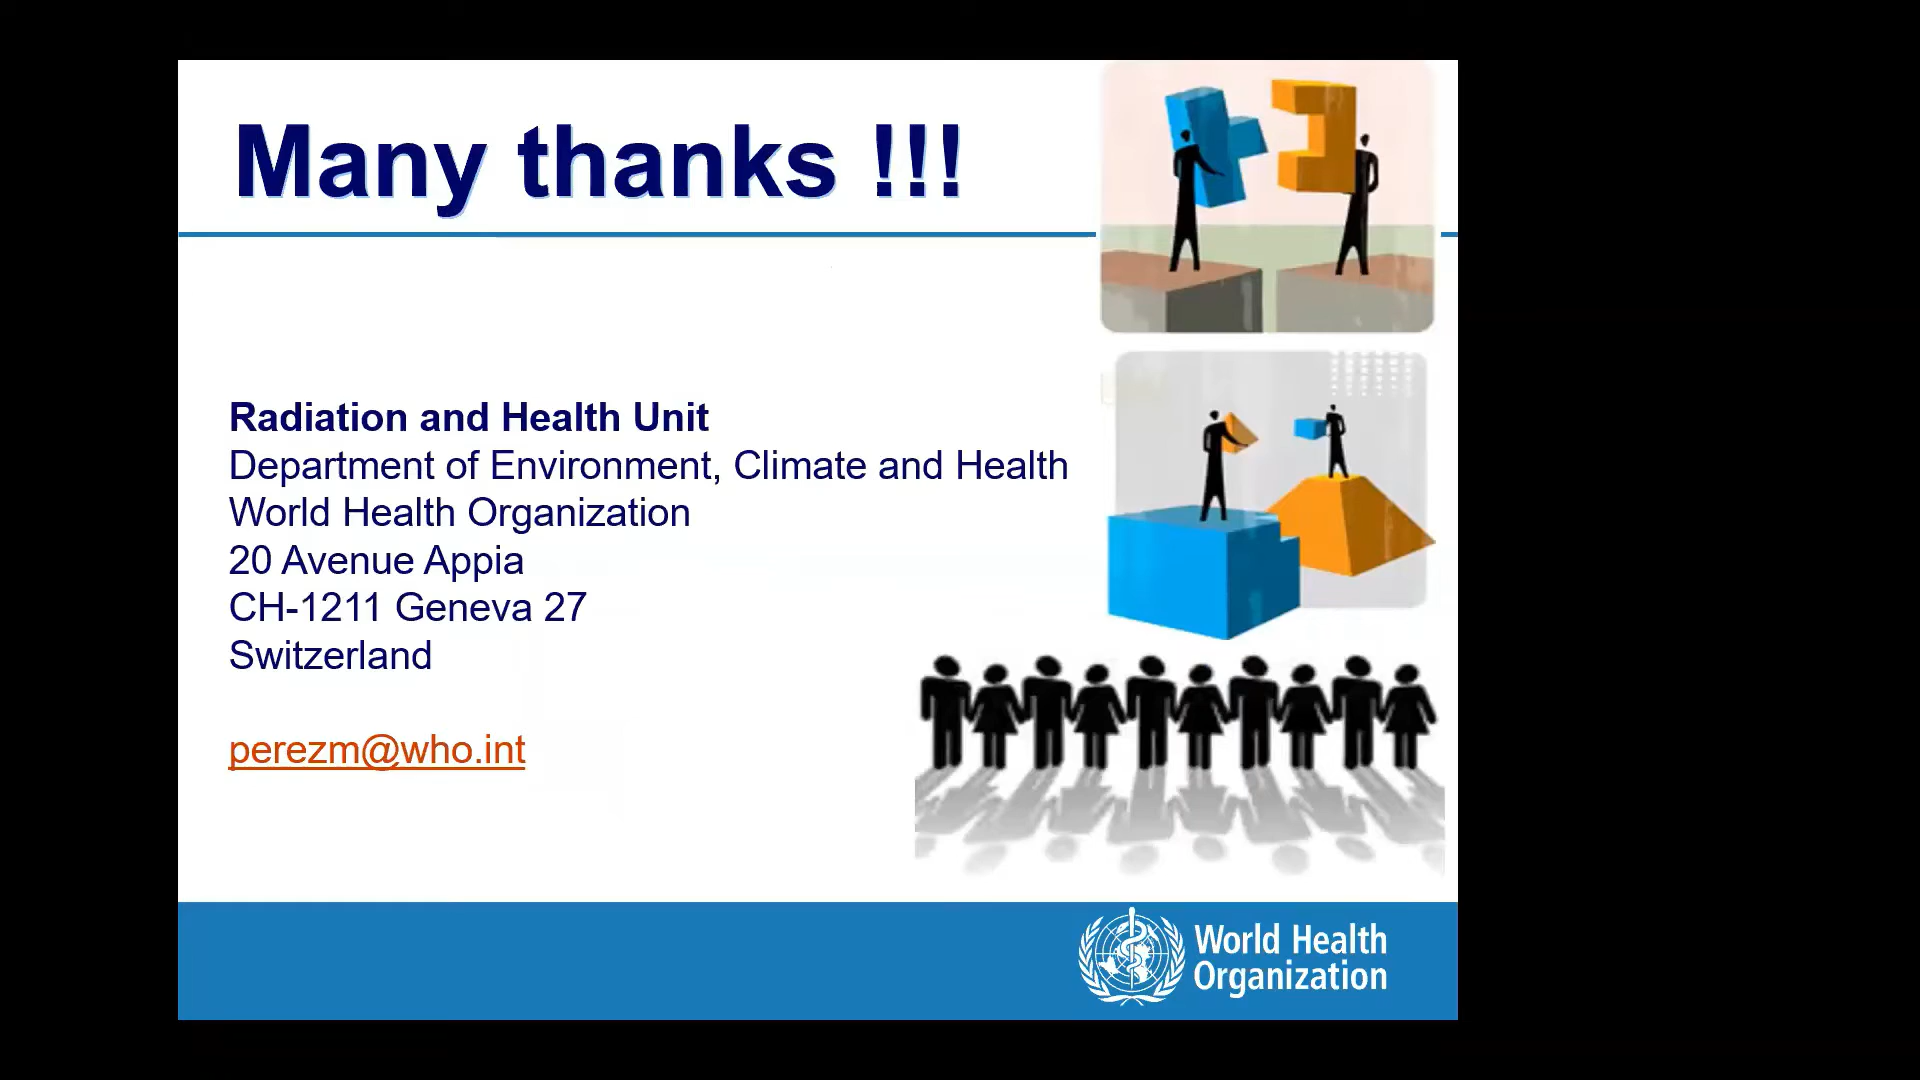 Many thanks !!!
Radiation and Health Unit
Department of Environment, Climate and Health
World Health Organization
20 Avenue Appia
CH-1211 Geneva 27
Switzerland
perezm@who.int
World Health
Organization